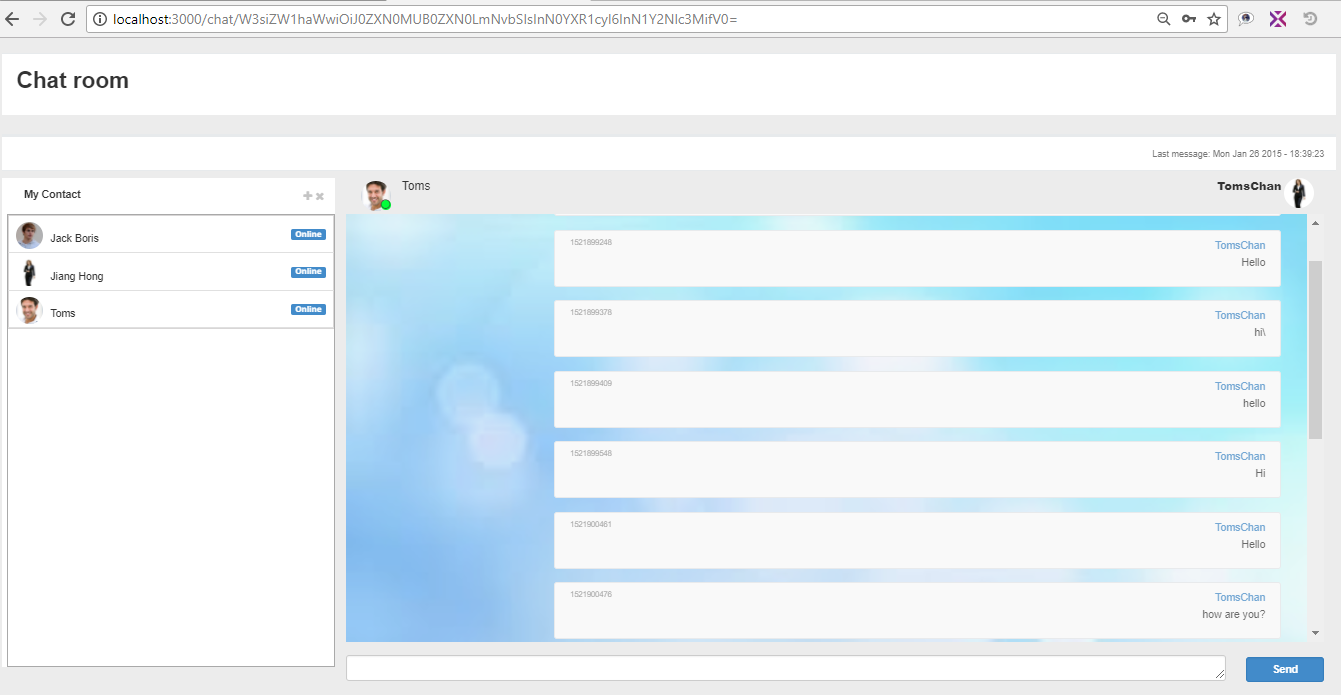 localhost:3000/chat/W3siZW1haWwiOiJ0ZXN0MUB0ZXN0LmNvbSIsInN0YXR1cyI6InN1Y2Nlc3MifV0=
Chat room
Last message: Mon Jan 26 2015 - 18:39:23
My Contact
Toms
TomsChan
Jack Boris
Online
Jiang Hong
Online
Toms
Online
1521899248
TomsChan
Hello
1521899378
TomsChan
hi\
1521899409
TomsChan
hello
1521899548
TomsChan
Hi
1521900461
TomsChan
Hello
1521900476
TomsChan
how are you?
Send